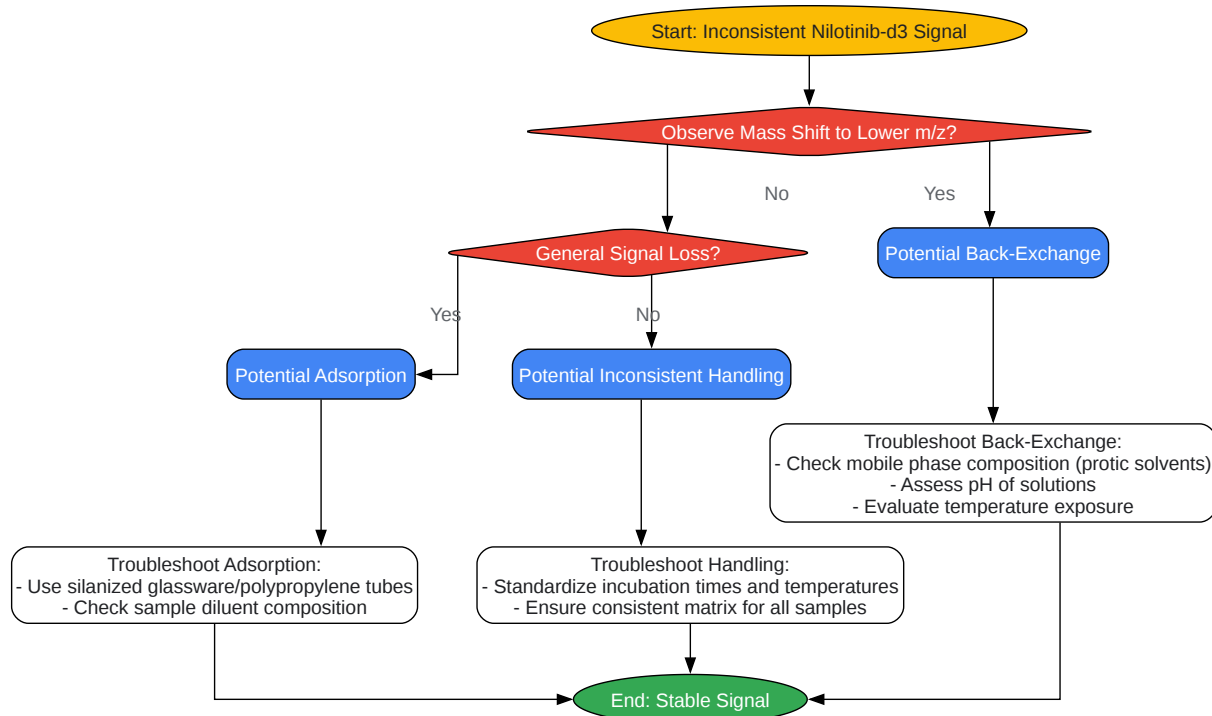 Start: Inconsistent Nilotinib-d3 Signal
Observe Mass Shift to Lower m/z?
No
Yes
General Signal Loss?
Potential Back-Exchange
Yes
No
Potential Adsorption
Potential Inconsistent Handling
Troubleshoot Back-Exchange:
- Check mobile phase composition (protic solvents)
- Assess pH of solutions
- Evaluate temperature exposure
Troubleshoot Adsorption:
- Use silanized glassware/polypropylene tubes
- Check sample diluent composition
Troubleshoot Handling:
- Standardize incubation times and temperatures
- Ensure consistent matrix for all samples
End: Stable Signal